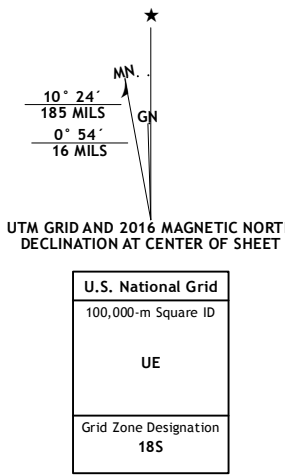 ★
MN
GN
10° 24´
185 MILS
0° 54´
16 MILS
UTM GRID AND 2016 MAGNETIC NORT
DECLINATION AT CENTER OF SHEET
U.S. National Grid
100,000-m Square ID
UE
Grid Zone Designation
18S